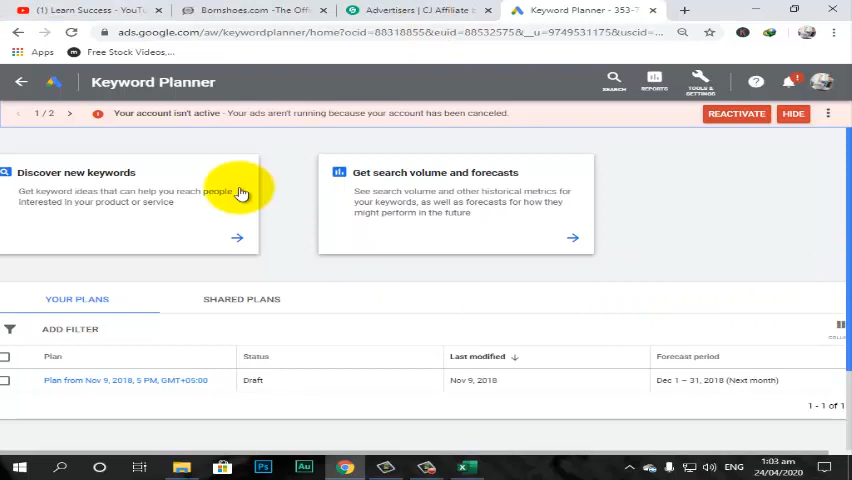 (1) Learn Success - YouT
Bornshoes.com -The Offi
Advertisers | CJ Affiliate b
Keyword Planner - 353-7
ads.google.com/aw/keywordplanner/home?ocid=88318855&euid=88532575&__u=9749531175&uscid=...
Apps
Free Stock Videos,...
Keyword Planner
SEARCH
REPORTS
TOOLS &
SETTINGS
1 / 2
Your account isn't active - Your ads aren't running because your account has been canceled.
REACTIVATE
HIDE
Discover new keywords
Get keyword ideas that can help you reach people
interested in your product or service
Get search volume and forecasts
See search volume and other historical metrics for
your keywords, as well as forecasts for how they
might perform in the future
YOUR PLANS
SHARED PLANS
ADD FILTER
Plan
Status
Last modified
Forecast period
Plan from Nov 9, 2018, 5 PM, GMT+05:00
Draft
Nov 9, 2018
Dec 1 – 31, 2018 (Next month)
1 - 1 of 1
Ps
Au
ENG
1:03 am
24/04/2020